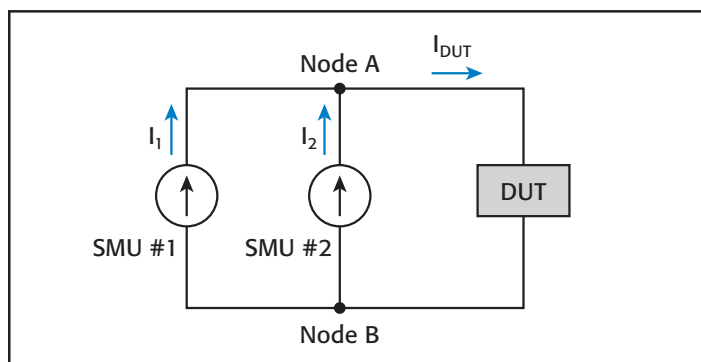 Node A
I_DUT
I₁
I₂
DUT
SMU #1
SMU #2
Node B